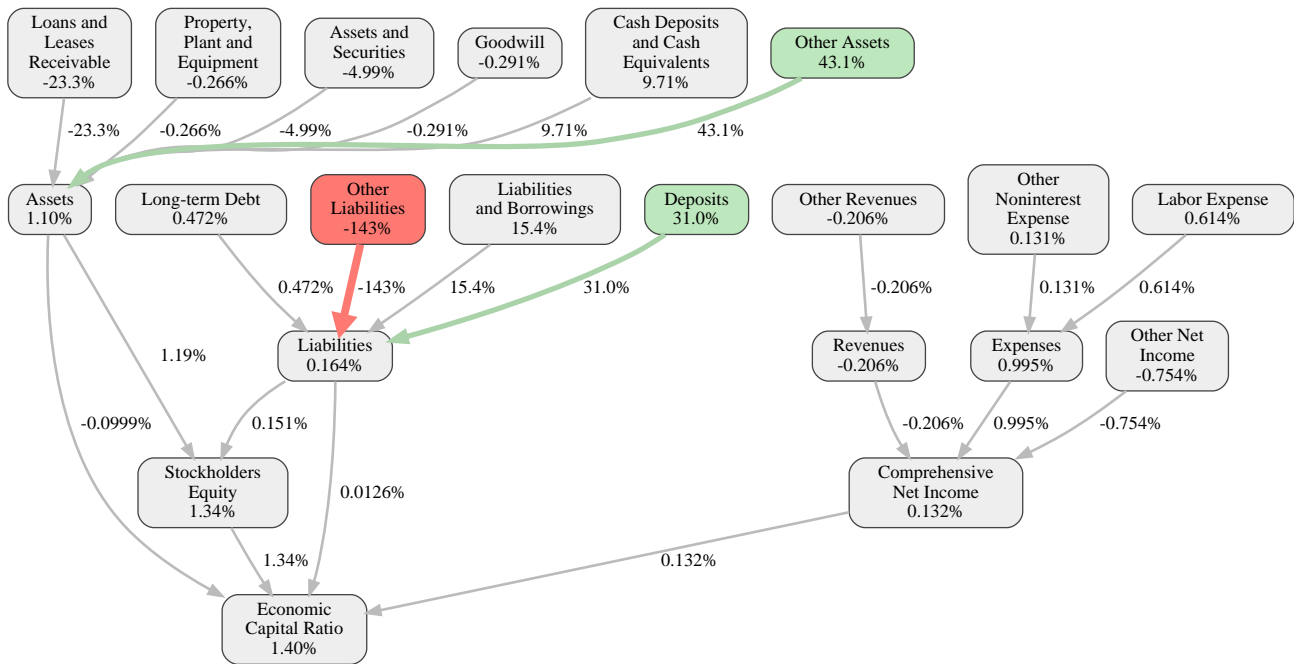 Loans and
Leases
Receivable
-23.3%
Property,
Plant and
Equipment
-0.266%
Assets and
Securities
-4.99%
Goodwill
-0.291%
Cash Deposits
and Cash
Equivalents
9.71%
Other Assets
43.1%
-23.3%
-0.266%
-4.99%
-0.291%
9.71%
43.1%
Assets
1.10%
Long-term Debt
0.472%
Other
Liabilities
-143%
Liabilities
and Borrowings
15.4%
Deposits
31.0%
Other Revenues
-0.206%
Other
Noninterest
Expense
0.131%
Labor Expense
0.614%
0.472%
-143%
15.4%
31.0%
-0.206%
0.131%
0.614%
1.19%
Liabilities
0.164%
Revenues
-0.206%
Expenses
0.995%
Other Net
Income
-0.754%
-0.0999%
0.151%
-0.206%
0.995%
-0.754%
Stockholders
Equity
1.34%
0.0126%
Comprehensive
Net Income
0.132%
1.34%
0.132%
Economic
Capital Ratio
1.40%